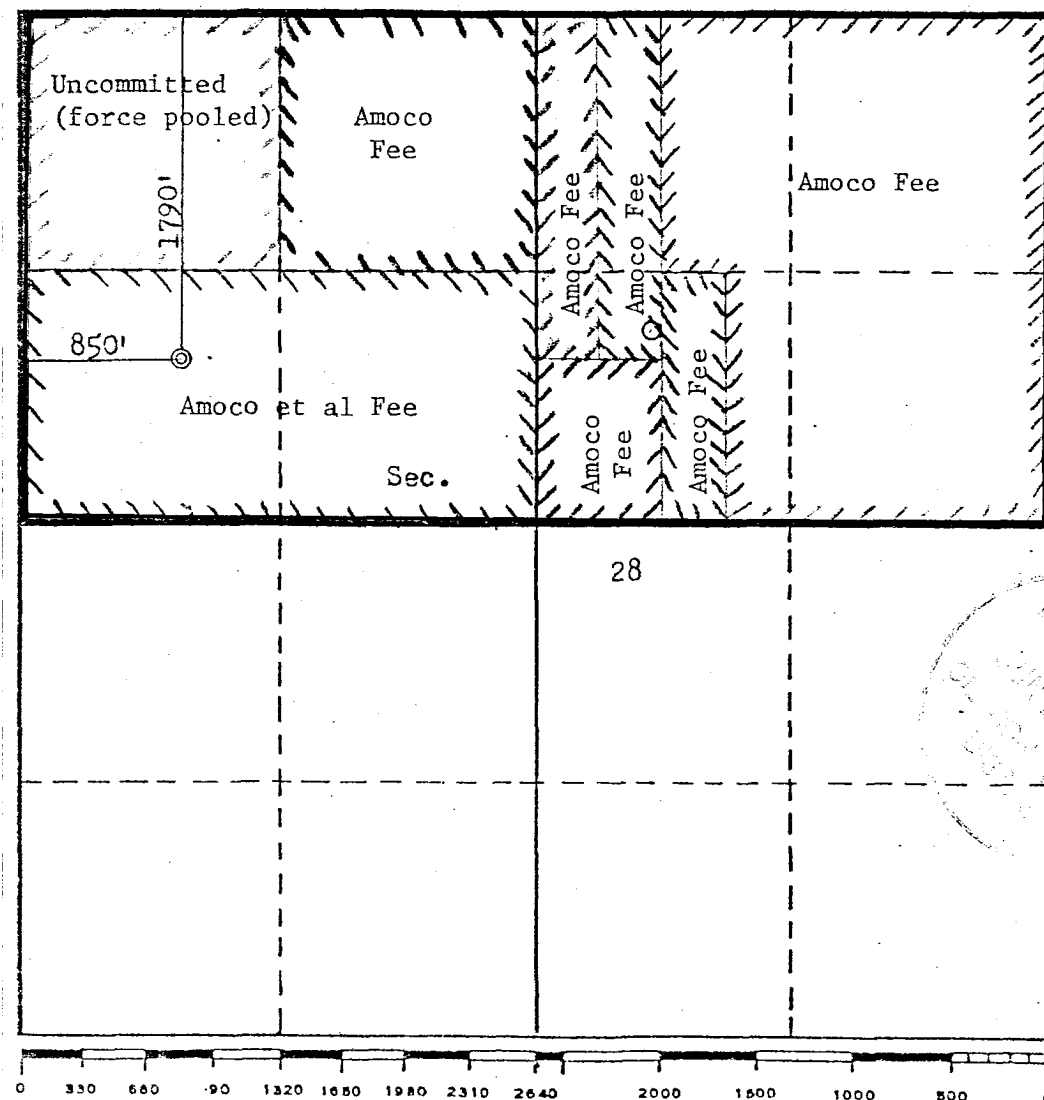 Uncommitted
(force pooled)
Amoco
Fee
1790'
Amoco Fee
Amoco Fee
Amoco Fee
850'
Amoco et al Fee
Amoco
Fee
Amoco Fee
Sec.
28
0 330 660 -90 1320 1650 1980 2310 2640 2000 1500 1000 500